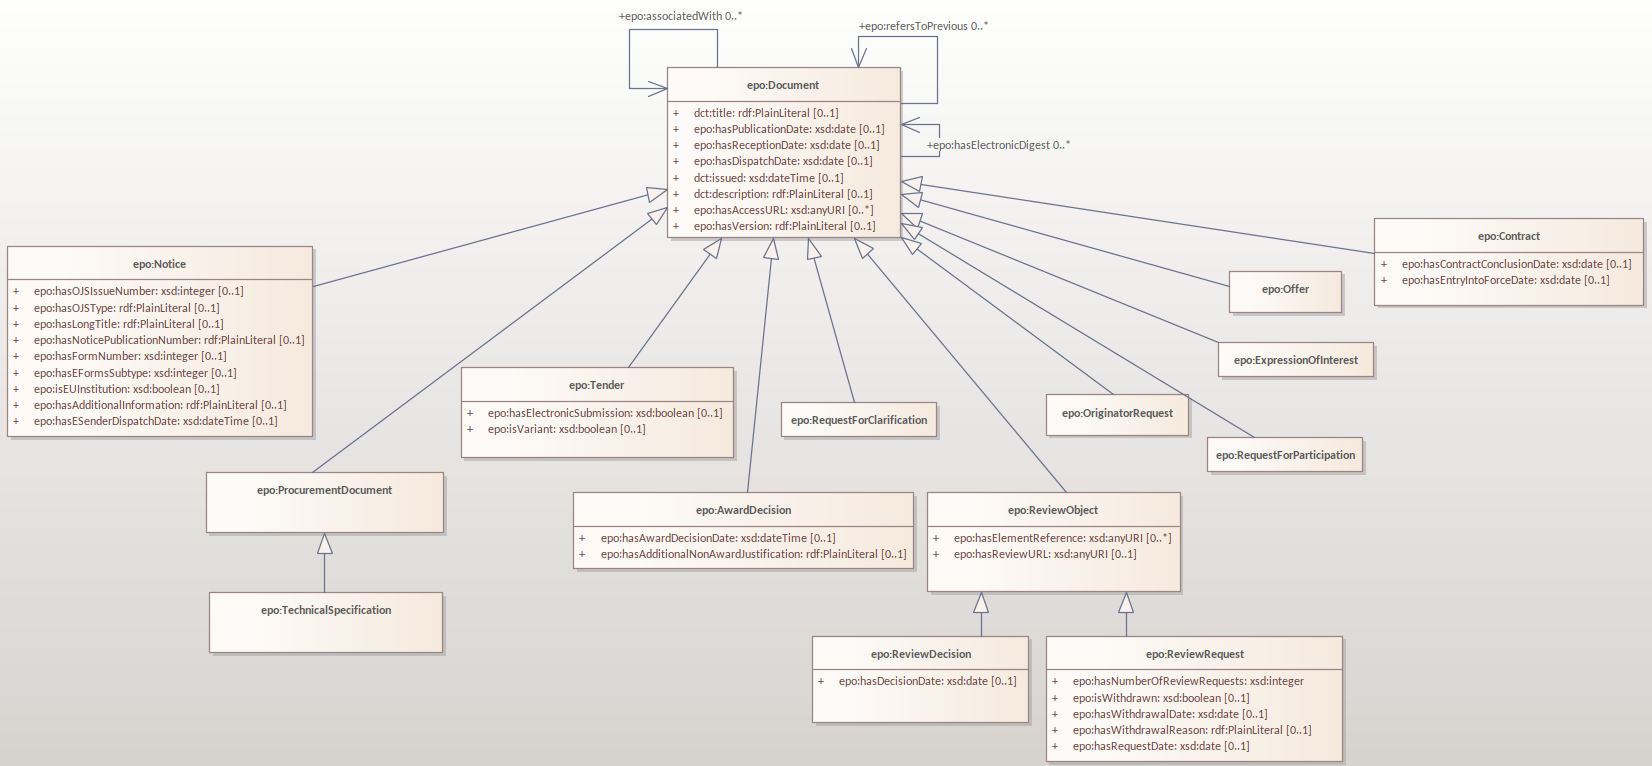 +epo:associatedWith 0..*
+epo:refersToPrevious 0..*
epo:Document
+ dct:title: rdf:PlainLiteral [0..1]
+ epo:hasPublicationDate: xsd:date [0..1]
+ epo:hasReceptionDate: xsd:date [0..1]
+ epo:hasDispatchDate: xsd:date [0..1]
+ dct:issued: xsd:dateTime [0..1]
+ dct:description: rdf:PlainLiteral [0..1]
+ epo:hasAccessURL: xsd:anyURI [0..*]
+ epo:hasVersion: rdf:PlainLiteral [0..1]
+epo:hasElectronicDigest 0..*
epo:Contract
+ epo:hasContractConclusionDate: xsd:date [0..1]
+ epo:hasEntryIntoForceDate: xsd:date [0..1]
epo:Notice
+ epo:hasOJSIssueNumber: xsd:integer [0..1]
+ epo:hasOJSType: rdf:PlainLiteral [0..1]
+ epo:hasLongTitle: rdf:PlainLiteral [0..1]
+ epo:hasNoticePublicationNumber: rdf:PlainLiteral [0..1]
+ epo:hasFormNumber: xsd:integer [0..1]
+ epo:hasEFormsSubtype: xsd:integer [0..1]
+ epo:isEUInstitution: xsd:boolean [0..1]
+ epo:hasAdditionalInformation: rdf:PlainLiteral [0..1]
+ epo:hasESenderDispatchDate: xsd:dateTime [0..1]
epo:Offer
epo:ExpressionOfInterest
epo:Tender
+ epo:hasElectronicSubmission: xsd:boolean [0..1]
+ epo:isVariant: xsd:boolean [0..1]
epo:RequestForClarification
epo:OriginatorRequest
epo:RequestForParticipation
epo:ProcurementDocument
epo:AwardDecision
+ epo:hasAwardDecisionDate: xsd:dateTime [0..1]
+ epo:hasAdditionalNonAwardJustification: rdf:PlainLiteral [0..1]
epo:ReviewObject
+ epo:hasElementReference: xsd:anyURI [0..*]
+ epo:hasReviewURL: xsd:anyURI [0..1]
epo:TechnicalSpecification
epo:ReviewDecision
+ epo:hasDecisionDate: xsd:date [0..1]
epo:ReviewRequest
+ epo:hasNumberOfReviewRequests: xsd:integer
+ epo:isWithdrawn: xsd:boolean [0..1]
+ epo:hasWithdrawalDate: xsd:date [0..1]
+ epo:hasWithdrawalReason: rdf:PlainLiteral [0..1]
+ epo:hasRequestDate: xsd:date [0..1]